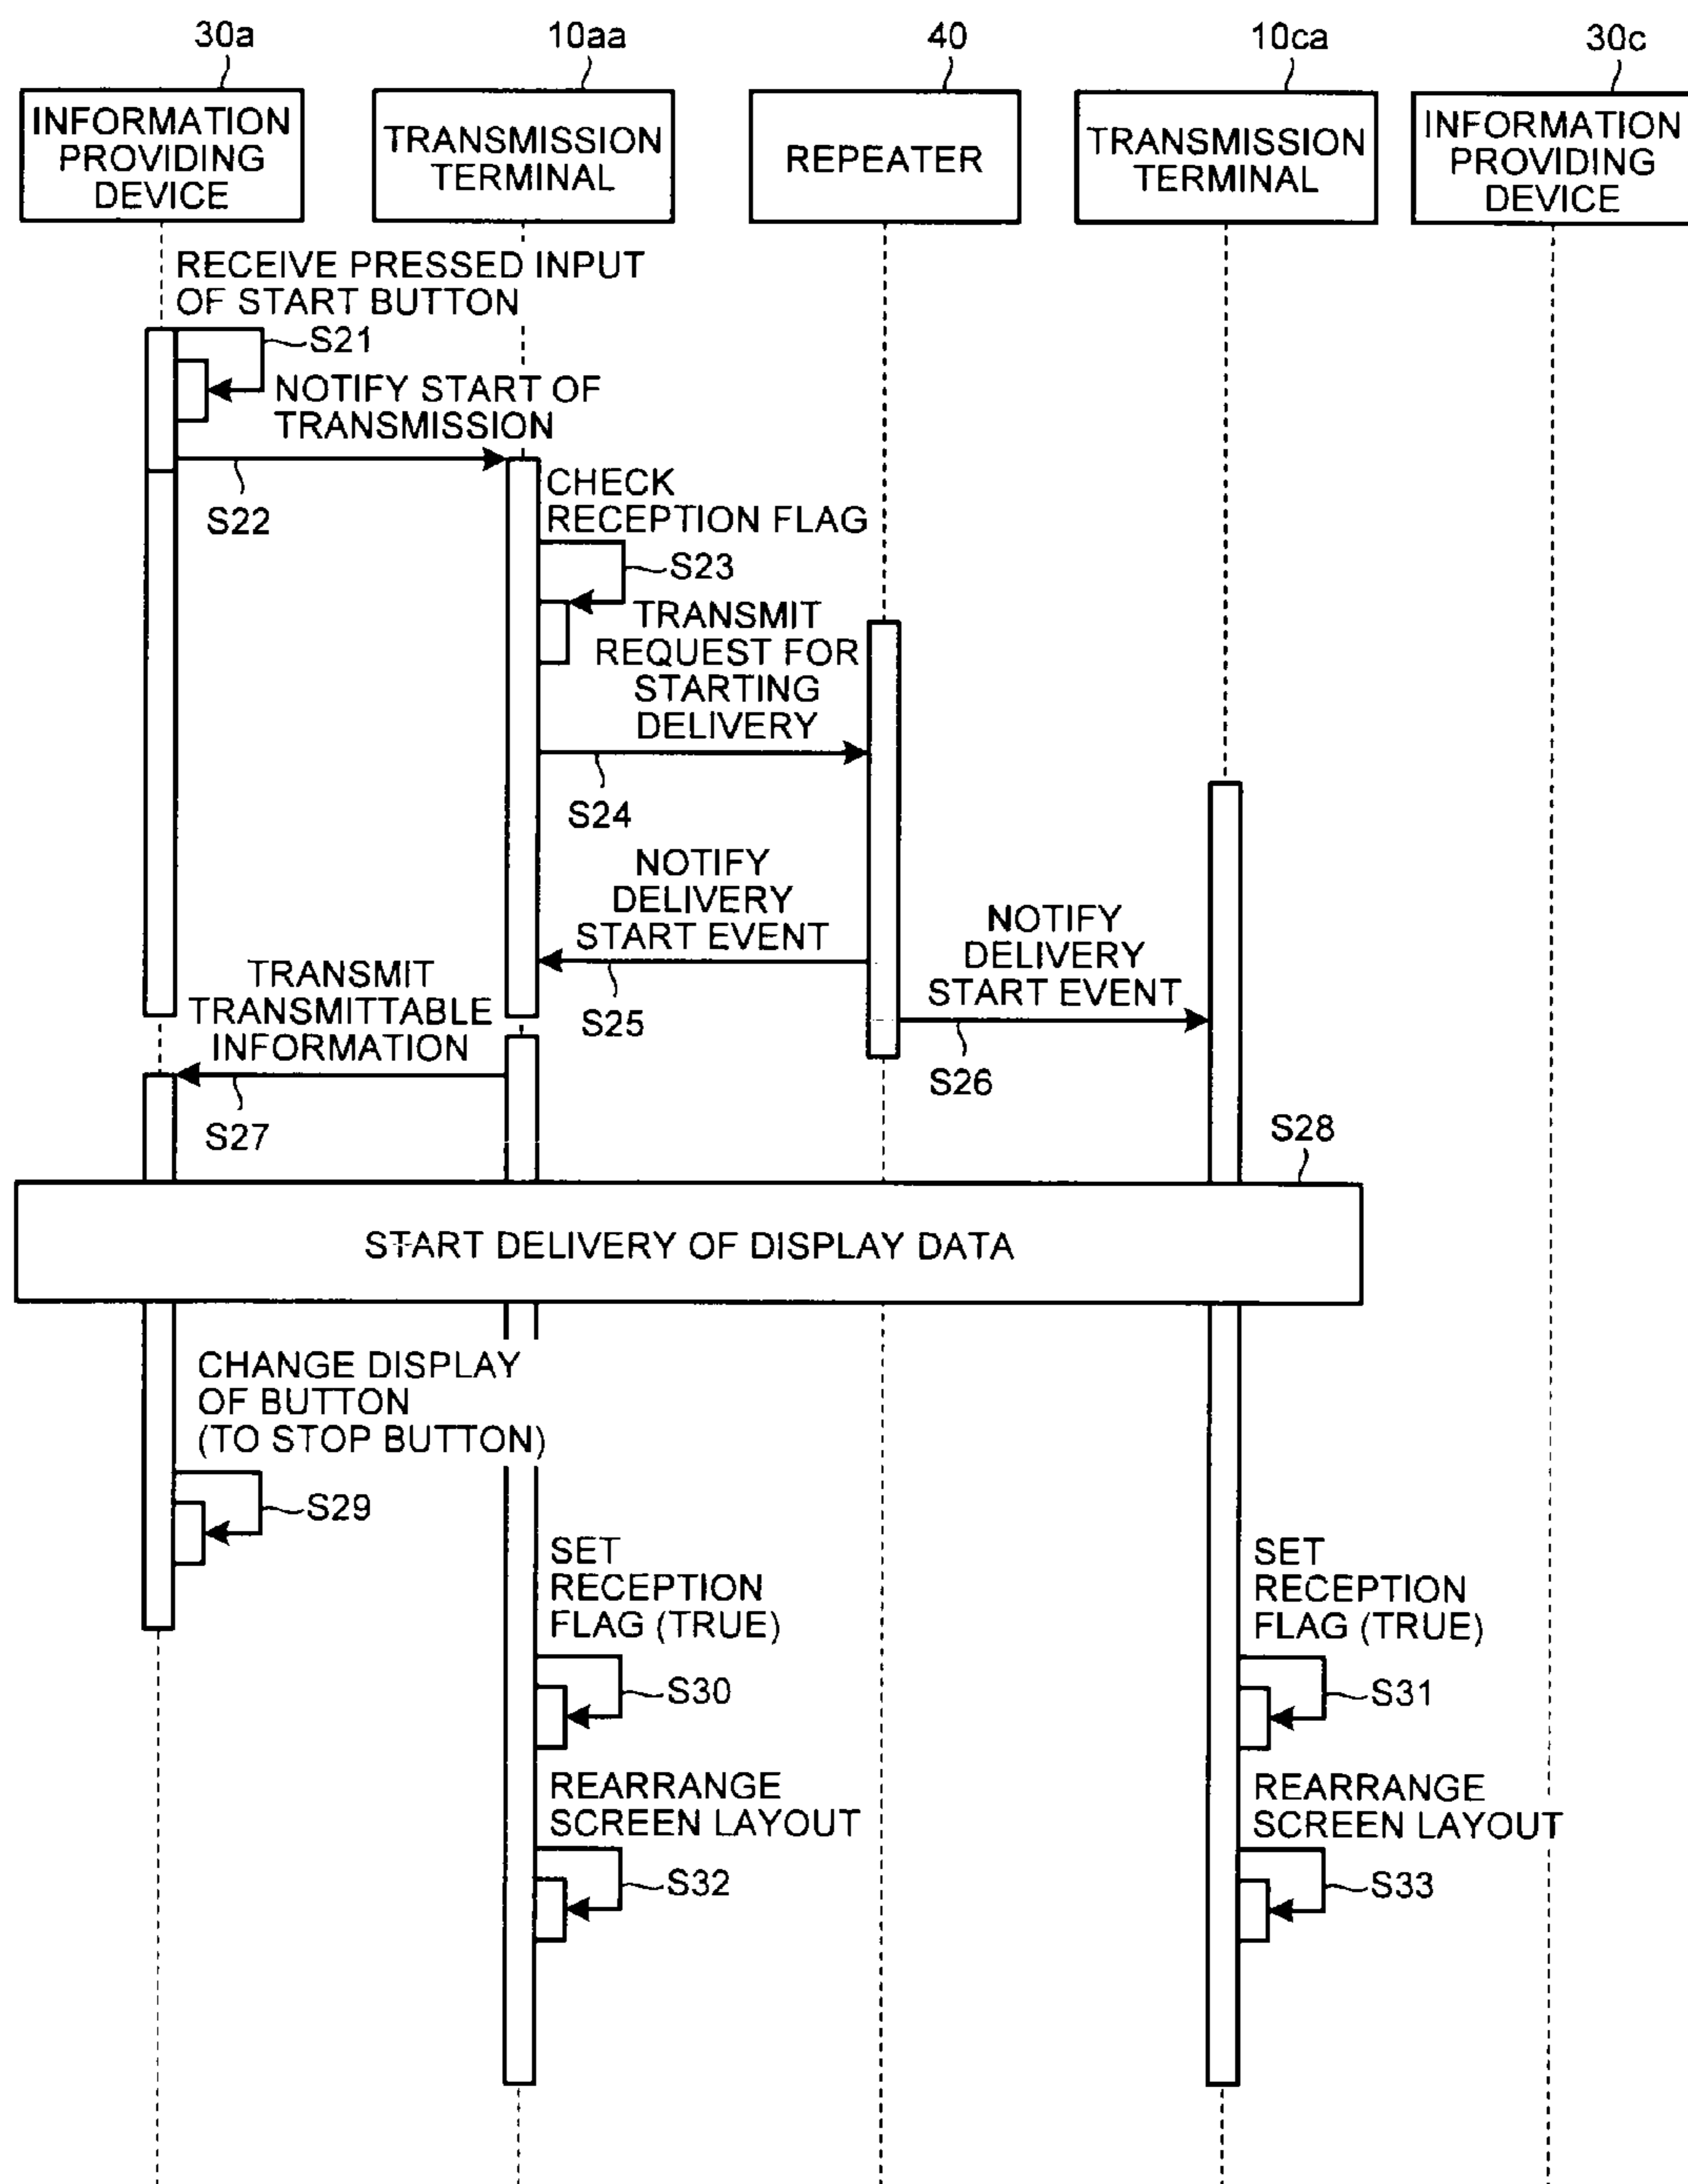 30a
10aa
40
10ca
30c
INFORMATION
PROVIDING
DEVICE
TRANSMISSION
TERMINAL
REPEATER
TRANSMISSION
TERMINAL
INFORMATION
PROVIDING
DEVICE
RECEIVE PRESSED INPUT
OF START BUTTON
S21
NOTIFY START OF
TRANSMISSION
S22
CHECK
RECEPTION FLAG
S23
TRANSMIT
REQUEST FOR
STARTING
DELIVERY
S24
NOTIFY
DELIVERY
START EVENT
S25
NOTIFY
DELIVERY
START EVENT
S26
TRANSMIT
TRANSMITTABLE
INFORMATION
S27
S28
START DELIVERY OF DISPLAY DATA
CHANGE DISPLAY
OF BUTTON
(TO STOP BUTTON)
S29
SET
RECEPTION
FLAG (TRUE)
S30
SET
RECEPTION
FLAG (TRUE)
S31
REARRANGE
SCREEN LAYOUT
S32
REARRANGE
SCREEN LAYOUT
S33